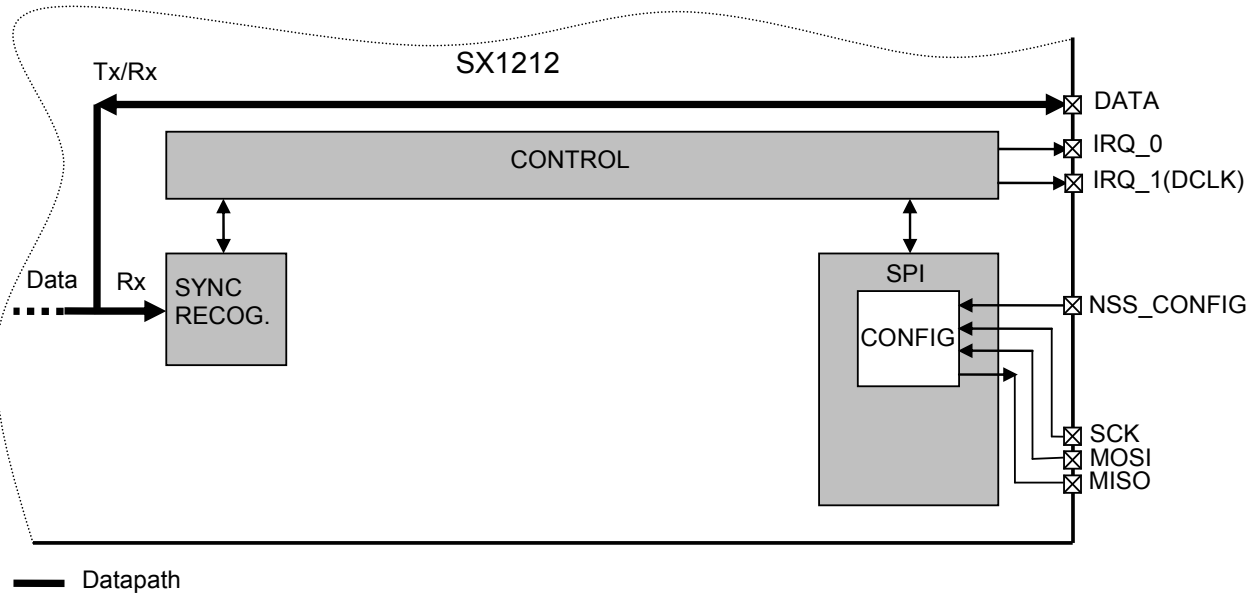 SX1212
Tx/Rx
DATA
CONTROL
IRQ_0
IRQ_1(DCLK)
Data
Rx
SYNC
RECOG.
SPI
CONFIG
NSS_CONFIG
SCK
MOSI
MISO
Datapath